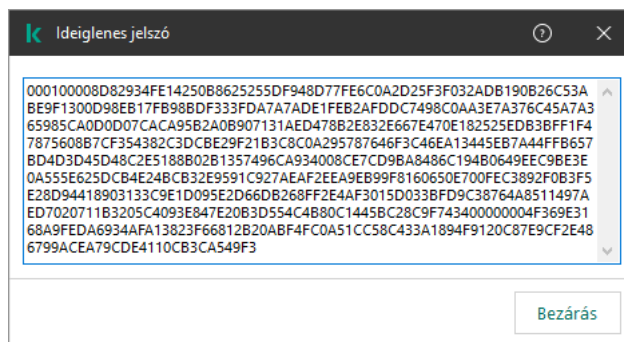 Ideiglenes jelszó
000100008D82934FE14250B8625255DF948D77FE6C0A2D25F3F032ADB190B26C53A
BE9F1300D98EB17FB98BDF333FDA7A7ADE1FEB2AFDDC7498C0AA3E7A376C45A7A3
65985CA0D0D07CACA95B2A0B907131AED478B2E832E667E470E182525EDB3BFF1F4
7875608B7CF354382C3DCBE29F21B3C8C0A295787646F3C46EA13445EB7A44FFB657
BD4D3D45D48C2E5188B02B1357496CA934008CE7CD9BA8486C194B0649EEC9BE3E
0A555E625DCB4E24BCB32E9591C927AEAF2EEA9EB99F8160650E700FEC3892F0B3F5
E28D94418903133C9E1D095E2D66DB268FF2E4AF3015D033BFD9C38764A8511497A
ED7020711B3205C4093E847E20B3D554C4B80C1445BC28C9F743400000004F369E31
68A9FEDA6934AFA13823F66812B20ABF4FC0A51CC58C433A1894F9120C87E9CF2E48
6799ACEA79CDE4110CB3CA549F3
Bezárás